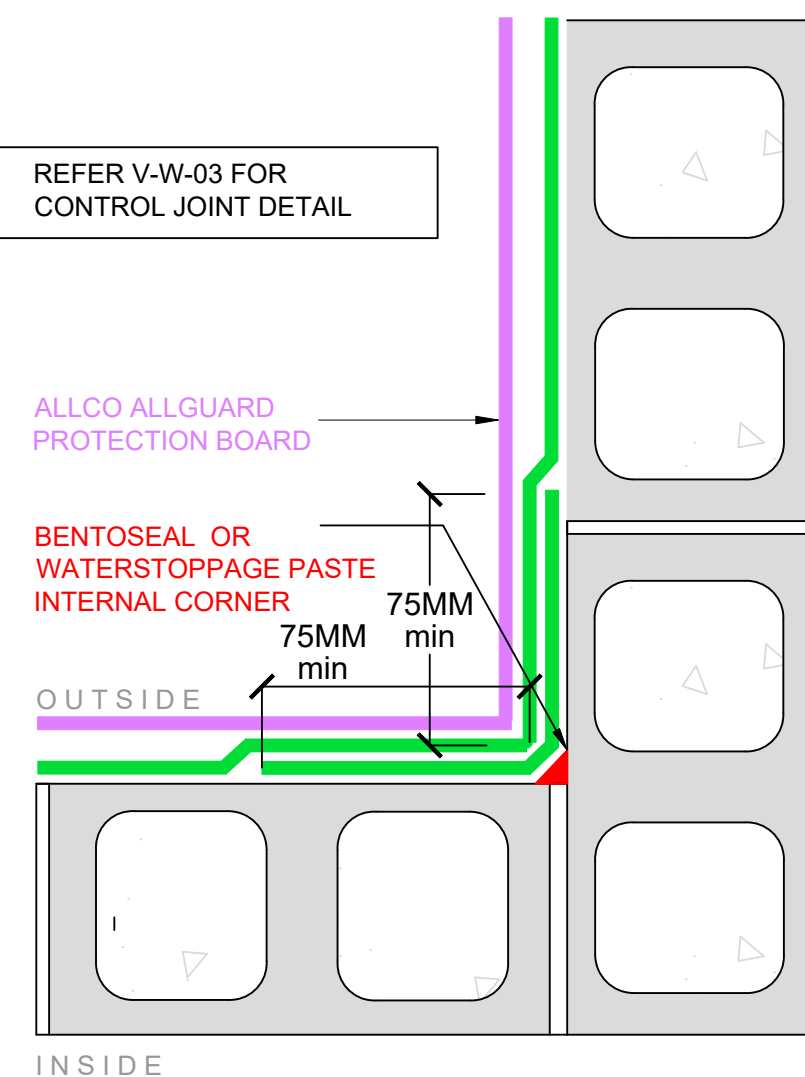 REFER V-W-03 FOR
CONTROL JOINT DETAIL
ALLCO ALLGUARD
PROTECTION BOARD
BENTOSEAL OR
WATERSTOPPAGE PASTE
INTERNAL CORNER
75MM
min
75MM
min
OUTSIDE
INSIDE